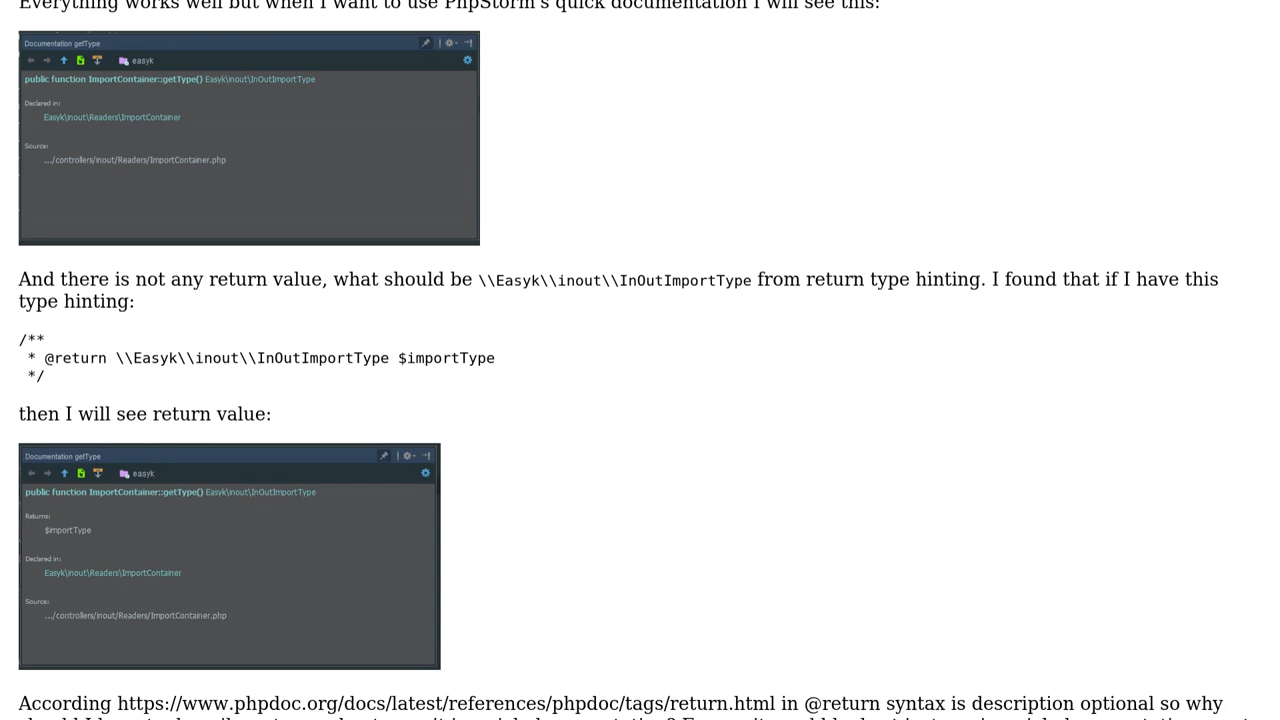 Everything works well but when I want to use PhpStorm's quick documentation I will see this:
Documentation getType
easyk
public function ImportContainer::getType() Easyk\inout\InOutImportType
Declared in:
Easyk\inout\Readers\ImportContainer
Source:
.../controllers/inout/Readers/ImportContainer.php
And there is not any return value, what should be \\Easyk\\inout\\InOutImportType from return type hinting. I found that if I have this
type hinting:
/**
* @return \\Easyk\\inout\\InOutImportType $importType
*/
then I will see return value:
Documentation getType
easyk
public function ImportContainer::getType() Easyk\inout\InOutImportType
Returns:
$importType
Declared in:
Easyk\inout\Readers\ImportContainer
Source:
.../controllers/inout/Readers/ImportContainer.php
According https://www.phpdoc.org/docs/latest/references/phpdoc/tags/return.html in @return syntax is description optional so why